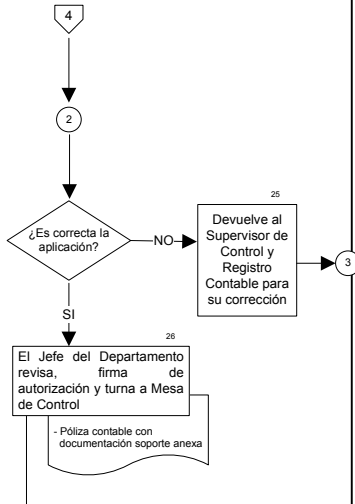 4
2
¿Es correcta la
aplicación?
NO
25
Devuelve al
Supervisor de
Control y
Registro
Contable para
su corrección
3
SI
26
El Jefe del Departamento
revisa, firma de
autorización y turna a Mesa
de Control
- Póliza contable con
documentación soporte anexa